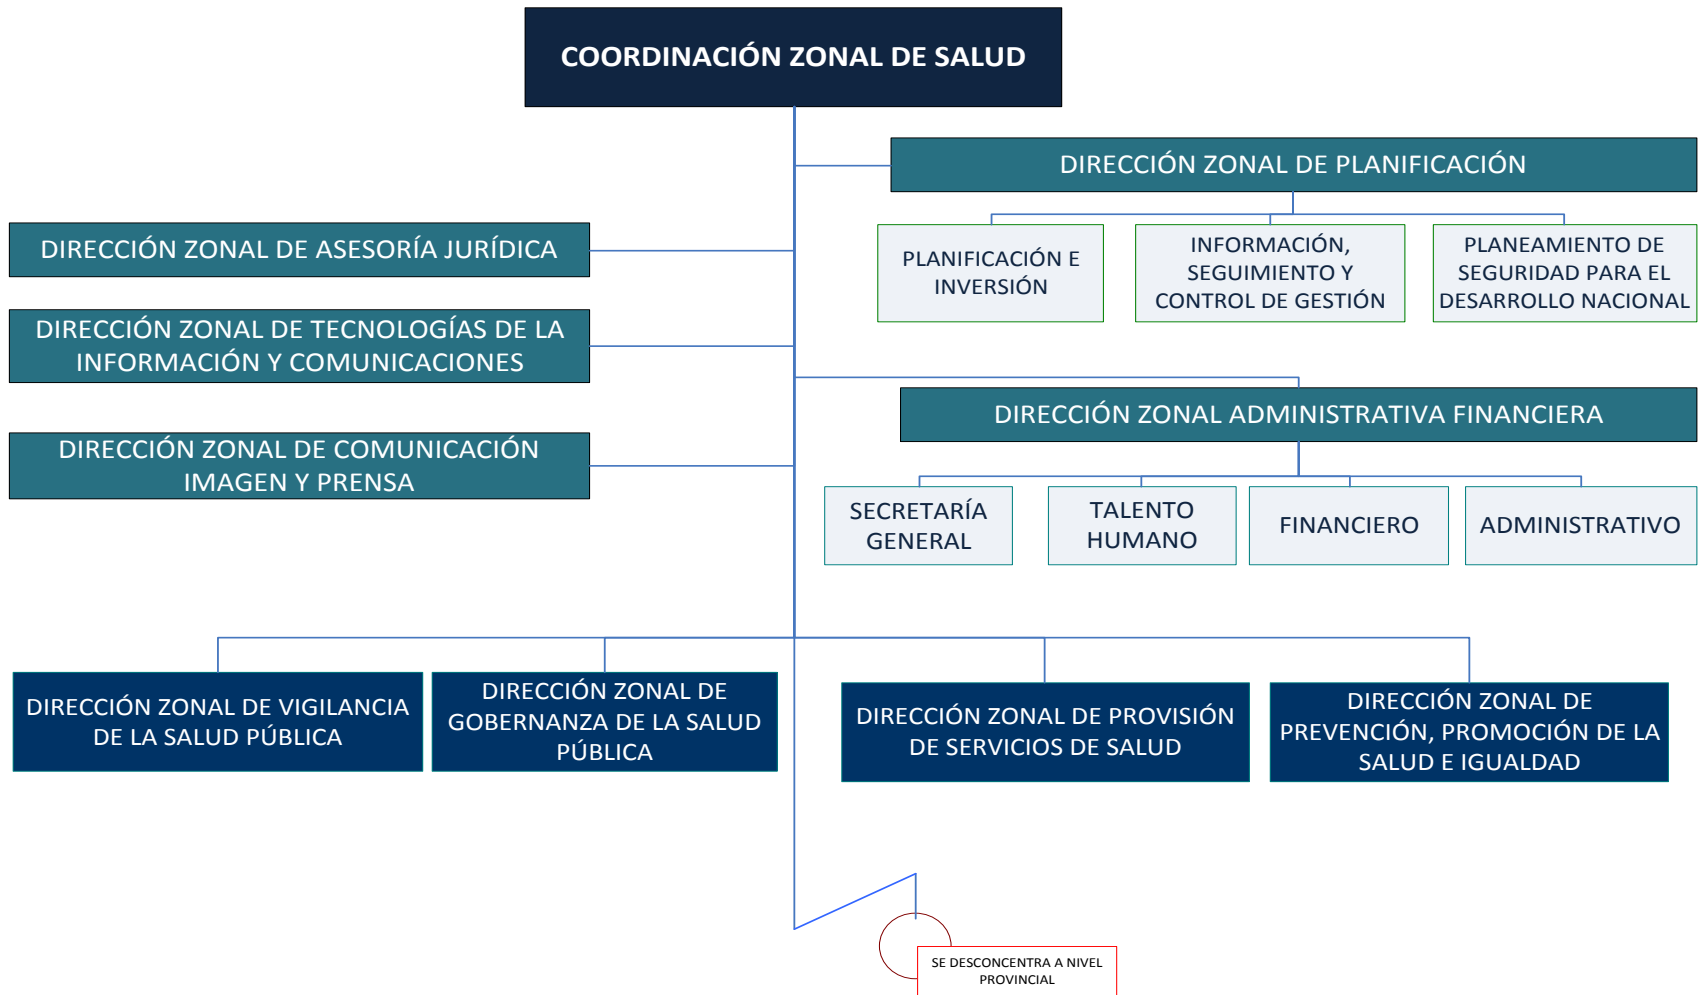 COORDINACIÓN ZONAL DE SALUD
DIRECCIÓN ZONAL DE PLANIFICACIÓN
PLANIFICACIÓN E
INVERSIÓN
INFORMACIÓN,
SEGUIMIENTO Y
CONTROL DE GESTIÓN
PLANEAMIENTO DE
SEGURIDAD PARA EL
DESARROLLO NACIONAL
DIRECCIÓN ZONAL DE ASESORÍA JURÍDICA
DIRECCIÓN ZONAL DE TECNOLOGÍAS DE LA
INFORMACIÓN Y COMUNICACIONES
DIRECCIÓN ZONAL DE COMUNICACIÓN
IMAGEN Y PRENSA
DIRECCIÓN ZONAL ADMINISTRATIVA FINANCIERA
SECRETARÍA
GENERAL
TALENTO
HUMANO
FINANCIERO
ADMINISTRATIVO
DIRECCIÓN ZONAL DE VIGILANCIA
DE LA SALUD PÚBLICA
DIRECCIÓN ZONAL DE
GOBERNANZA DE LA SALUD
PÚBLICA
DIRECCIÓN ZONAL DE PROVISIÓN
DE SERVICIOS DE SALUD
DIRECCIÓN ZONAL DE
PREVENCIÓN, PROMOCIÓN DE LA
SALUD E IGUALDAD
SE DESCONCENTRA A NIVEL
PROVINCIAL